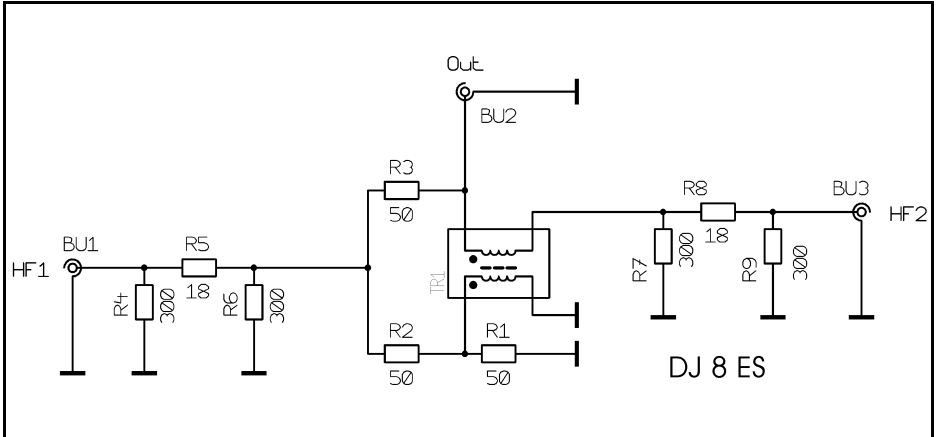 Out
BU2
R3
50
R8
18
BU3
HF2
BU1
R5
18
HF1
R4
300
R6
300
TR1
R7
300
R9
300
R2
50
R1
50
DJ 8 ES